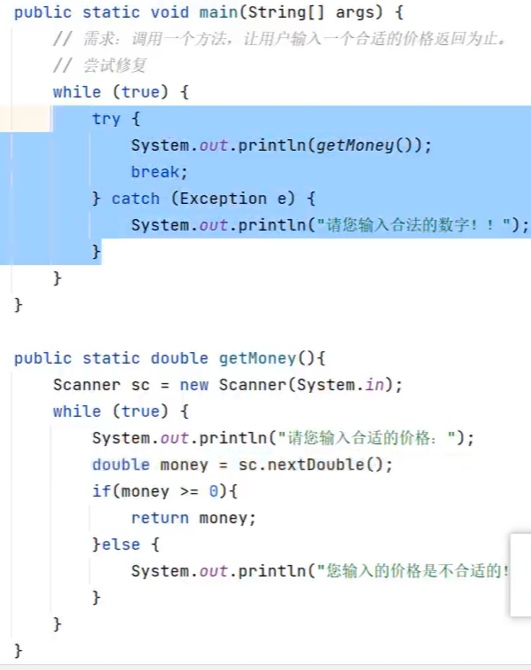 public static void main(String[] args) {
    // 需求：调用一个方法，让用户输入一个合适的价格返回为止。
    // 尝试修复
    while (true) {
        try {
            System.out.println(getMoney());
            break;
        } catch (Exception e) {
            System.out.println("请您输入合法的数字！！");
        }
    }
}
public static double getMoney(){
    Scanner sc = new Scanner(System.in);
    while (true) {
        System.out.println("请您输入合适的价格：");
        double money = sc.nextDouble();
        if(money >= 0){
            return money;
        }else {
            System.out.println("您输入的价格是不合适的！
        }
    }
}